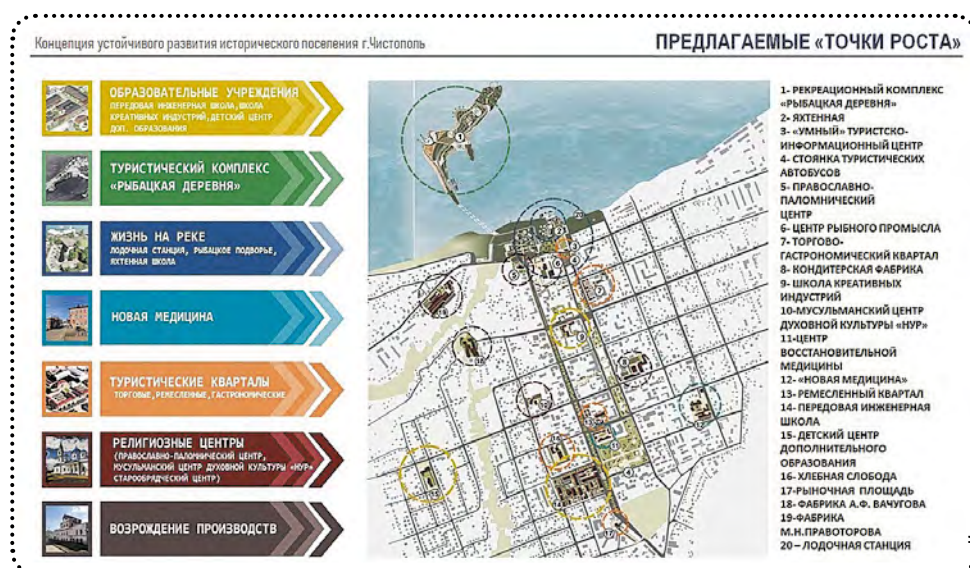 Концепция устойчивого развития исторического поселения г.Чистополь
ПРЕДЛАГАЕМЫЕ «ТОЧКИ РОСТА»
ОБРАЗОВАТЕЛЬНЫЕ УЧРЕЖДЕНИЯ
ПЕРЕДОВАЯ ИНЖЕНЕРНАЯ ШКОЛА, ШКОЛА
КРЕАТИВНЫХ ИНДУСТРИЙ, ДЕТСКИЙ ЦЕНТР
ДОП. ОБРАЗОВАНИЯ
ТУРИСТИЧЕСКИЙ КОМПЛЕКС
«РЫБАЦКАЯ ДЕРЕВНЯ»
ЖИЗНЬ НА РЕКЕ
ЛОДОЧНАЯ СТАНЦИЯ, РЫБАЦКОЕ ПОДВОРЬЕ,
ЯХТЕННАЯ ШКОЛА
НОВАЯ МЕДИЦИНА
ТУРИСТИЧЕСКИЕ КВАРТАЛЫ
ТОРГОВЫЕ, РЕМЕСЛЕННЫЕ, ГАСТРОНОМИЧЕСКИЕ
РЕЛИГИОЗНЫЕ ЦЕНТРЫ
(ПРАВОСЛАВНО-ПАЛОМНИЧЕСКИЙ ЦЕНТР,
МУСУЛЬМАНСКИЙ ЦЕНТР ДУХОВНОЙ КУЛЬТУРЫ «НУР»
СТАРООБРЯДЧЕСКИЙ ЦЕНТР)
ВОЗРОЖДЕНИЕ ПРОИЗВОДСТВ
1- РЕКРЕАЦИОННЫЙ КОМПЛЕКС
«РЫБАЦКАЯ ДЕРЕВНЯ»
2- ЯХТЕННАЯ
3- «УМНЫЙ» ТУРИСТСКО-
ИНФОРМАЦИОННЫЙ ЦЕНТР
4- СТОЯНКА ТУРИСТИЧЕСКИХ
АВТОБУСОВ
5- ПРАВОСЛАВНО-
ПАЛОМНИЧЕСКИЙ
ЦЕНТР
6- ЦЕНТР РЫБНОГО ПРОМЫСЛА
7- ТОРГОВО-
ГАСТРОНОМИЧЕСКИЙ КВАРТАЛ
8- КОНДИТЕРСКАЯ ФАБРИКА
9- ШКОЛА КРЕАТИВНЫХ
ИНДУСТРИЙ
10-МУСУЛЬМАНСКИЙ ЦЕНТР
ДУХОВНОЙ КУЛЬТУРЫ «НУР»
11-ЦЕНТР
ВОССТАНОВИТЕЛЬНОЙ
МЕДИЦИНЫ
12- «НОВАЯ МЕДИЦИНА»
13- РЕМЕСЛЕННЫЙ КВАРТАЛ
14- ПЕРЕДОВАЯ ИНЖЕНЕРНАЯ
ШКОЛА
15- ДЕТСКИЙ ЦЕНТР
ДОПОЛНИТЕЛЬНОГО
ОБРАЗОВАНИЯ
16- ХЛЕБНАЯ СЛОБОДА
17-РЫНОЧНАЯ ПЛОЩАДЬ
18- ФАБРИКА А.Ф. ВАЧУГОВА
19-ФАБРИКА
М.Н.ПРАВОТОРОВА
20 – ЛОДОЧНАЯ СТАНЦИЯ